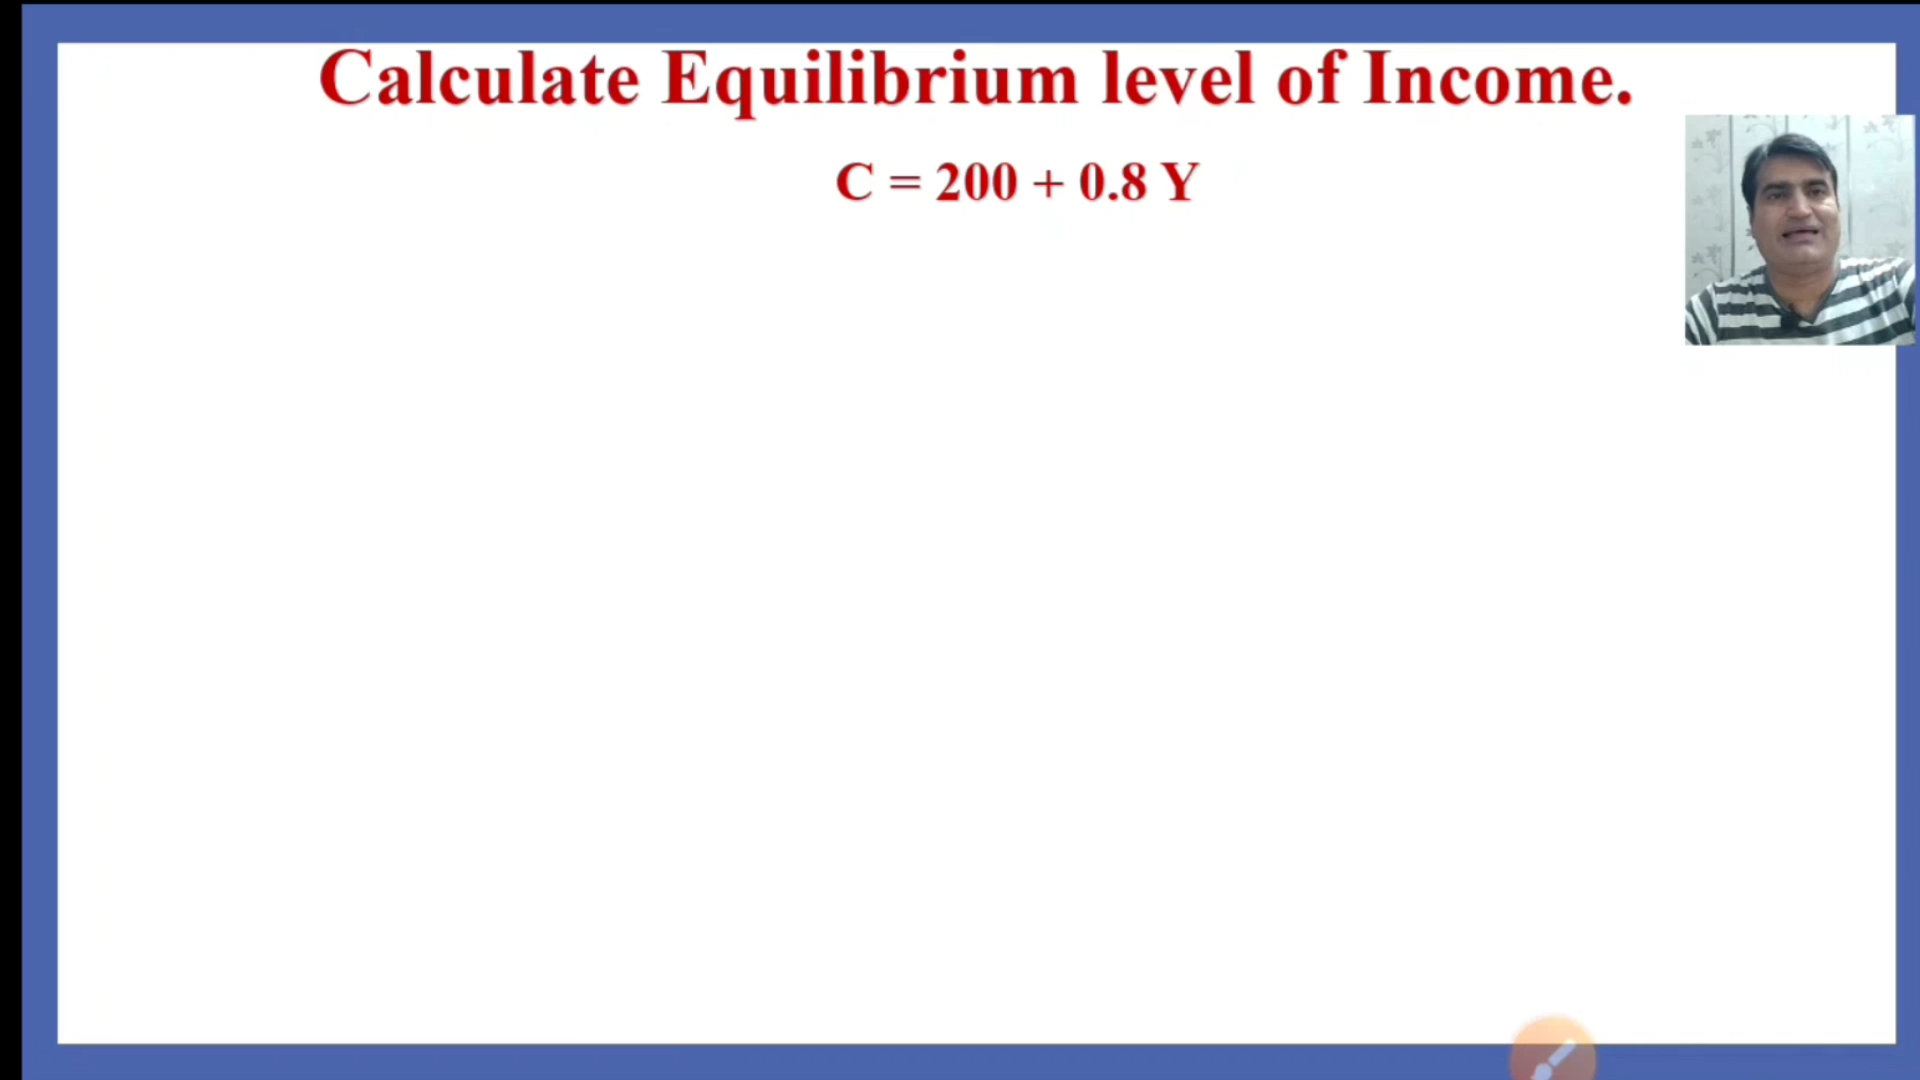 Calculate Equilibrium level of Income.
C = 200 + 0.8 Y